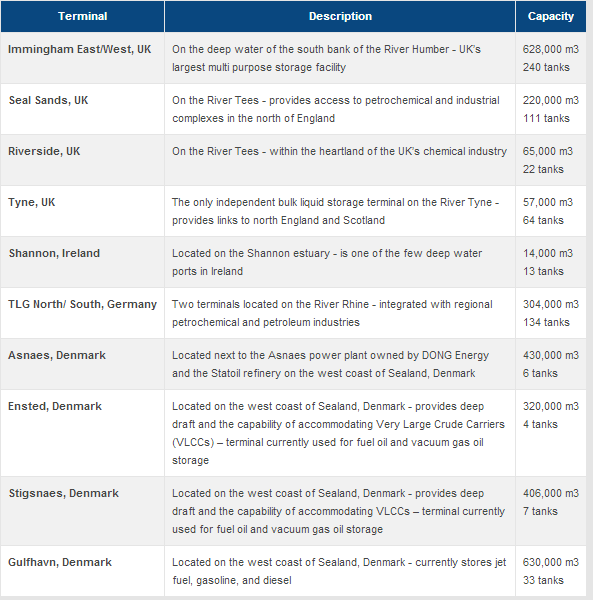 Terminal Description Capacity
Immingham East/West, UK On the deep water of the south bank of the River Humber - UK's 628,000 m3
largest multi purpose storage facility 240 tanks
Seal Sands, UK On the River Tees - provides access to petrochemical and industrial 220,000 m3
complexes in the north of England 111 tanks
Riverside, UK On the River Tees - within the heartland of the UK's chemical industry 65,000 m3
22 tanks
Tyne, UK The only independent bulk liquid storage terminal on the River Tyne - 57,000 m3
provides links to north England and Scotland 64 tanks
Shannon, Ireland Located on the Shannon estuary - is one of the few deep water 14,000 m3
ports in Ireland 13 tanks
TLG North/ South, Germany Two terminals located on the River Rhine - integrated with regional 304,000 m3
petrochemical and petroleum industries 134 tanks
Asnaes, Denmark Located next to the Asnaes power plant owned by DONG Energy 430,000 m3
and the Statoil refinery on the west coast of Sealand, Denmark 6 tanks
Ensted, Denmark Located on the west coast of Sealand, Denmark - provides deep 320,000 m3
draft and the capability of accommodating Very Large Crude Carriers 4 tanks
(VLCCs) – terminal currently used for fuel oil and vacuum gas oil
storage
Stigsnaes, Denmark Located on the west coast of Sealand, Denmark - provides deep 406,000 m3
draft and the capability of accommodating VLCCs – terminal currently 7 tanks
used for fuel oil and vacuum gas oil storage
Gulfhavn, Denmark Located on the west coast of Sealand, Denmark - currently stores jet 630,000 m3
fuel, gasoline, and diesel 33 tanks